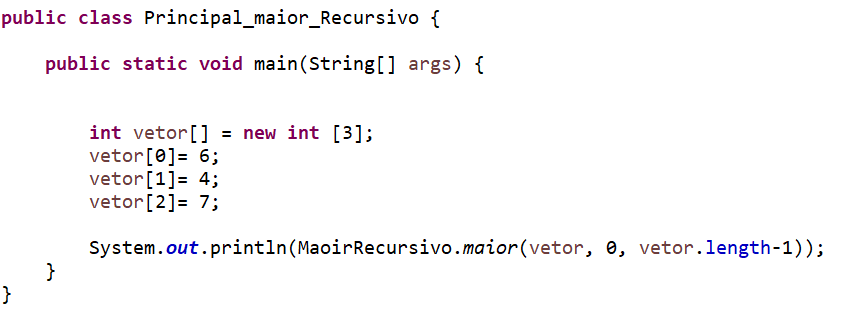 public class Principal_maior_Recursivo {
public static void main(String[] args) {
int vetor[] = new int [3];
vetor[0]= 6;
vetor[1]= 4;
vetor[2]= 7;
System.out.println(MaoirRecursivo.maior(vetor, 0, vetor.length-1));
}
}